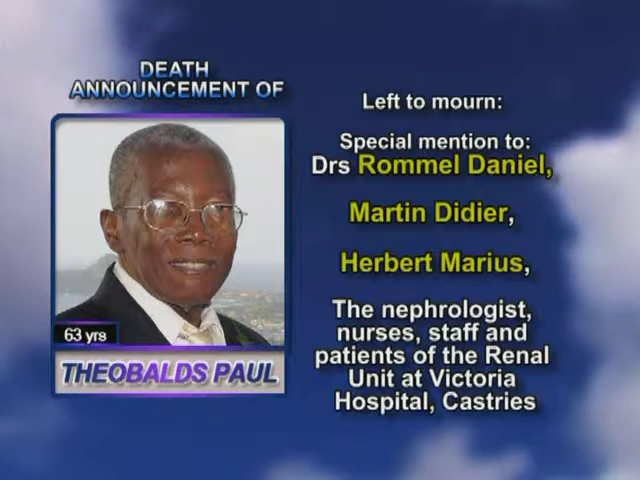 DEATH
ANNOUNCEMENT OF
63 yrs
THEOBALDS PAUL
Left to mourn:
Special mention to:
Drs Rommel Daniel,
Martin Didier,
Herbert Marius,
The nephrologist,
nurses, staff and
patients of the Renal
Unit at Victoria
Hospital, Castries